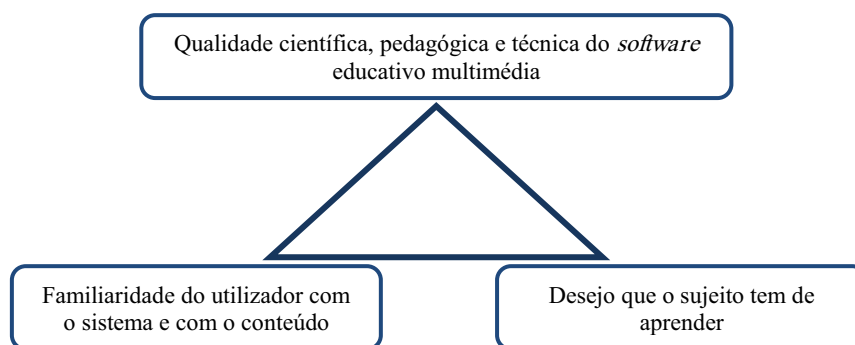 Qualidade científica, pedagógica e técnica do software
educativo multimédia
Familiaridade do utilizador com
o sistema e com o conteúdo
Desejo que o sujeito tem de
aprender